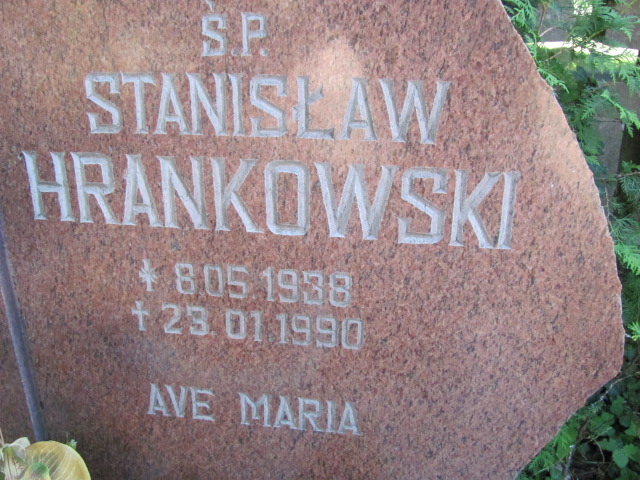 Ś.P.
STANISŁAW
HRANKOWSKI
* 8.05.1938
† 23.01.1990
AVE MARIA